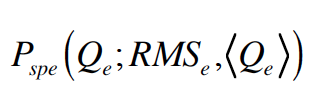 P_spe(Q_e; RMS_e, ⟨Q_e⟩)